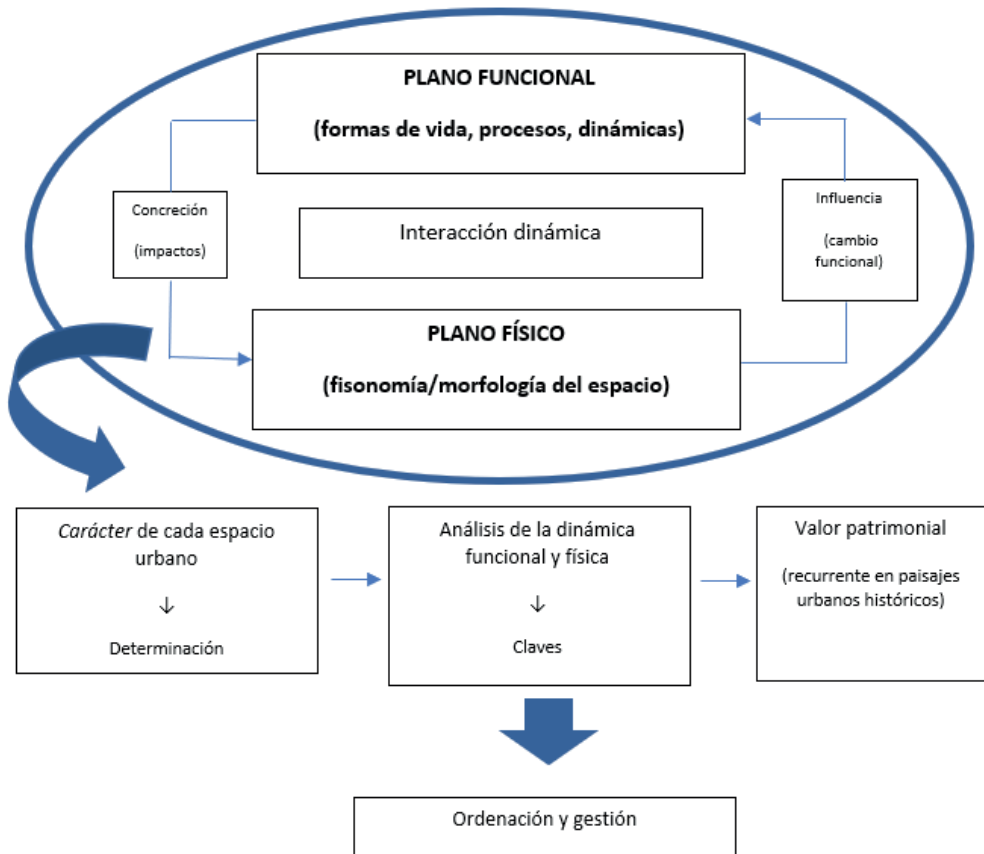 PLANO FUNCIONAL
(formas de vida, procesos, dinámicas)
Concreción
(impactos)
Interacción dinámica
Influencia
(cambio
funcional)
PLANO FÍSICO
(fisonomía/morfología del espacio)
Carácter de cada espacio
urbano
↓
Determinación
Análisis de la dinámica
funcional y física
↓
Claves
Valor patrimonial
(recurrente en paisajes
urbanos históricos)
Ordenación y gestión